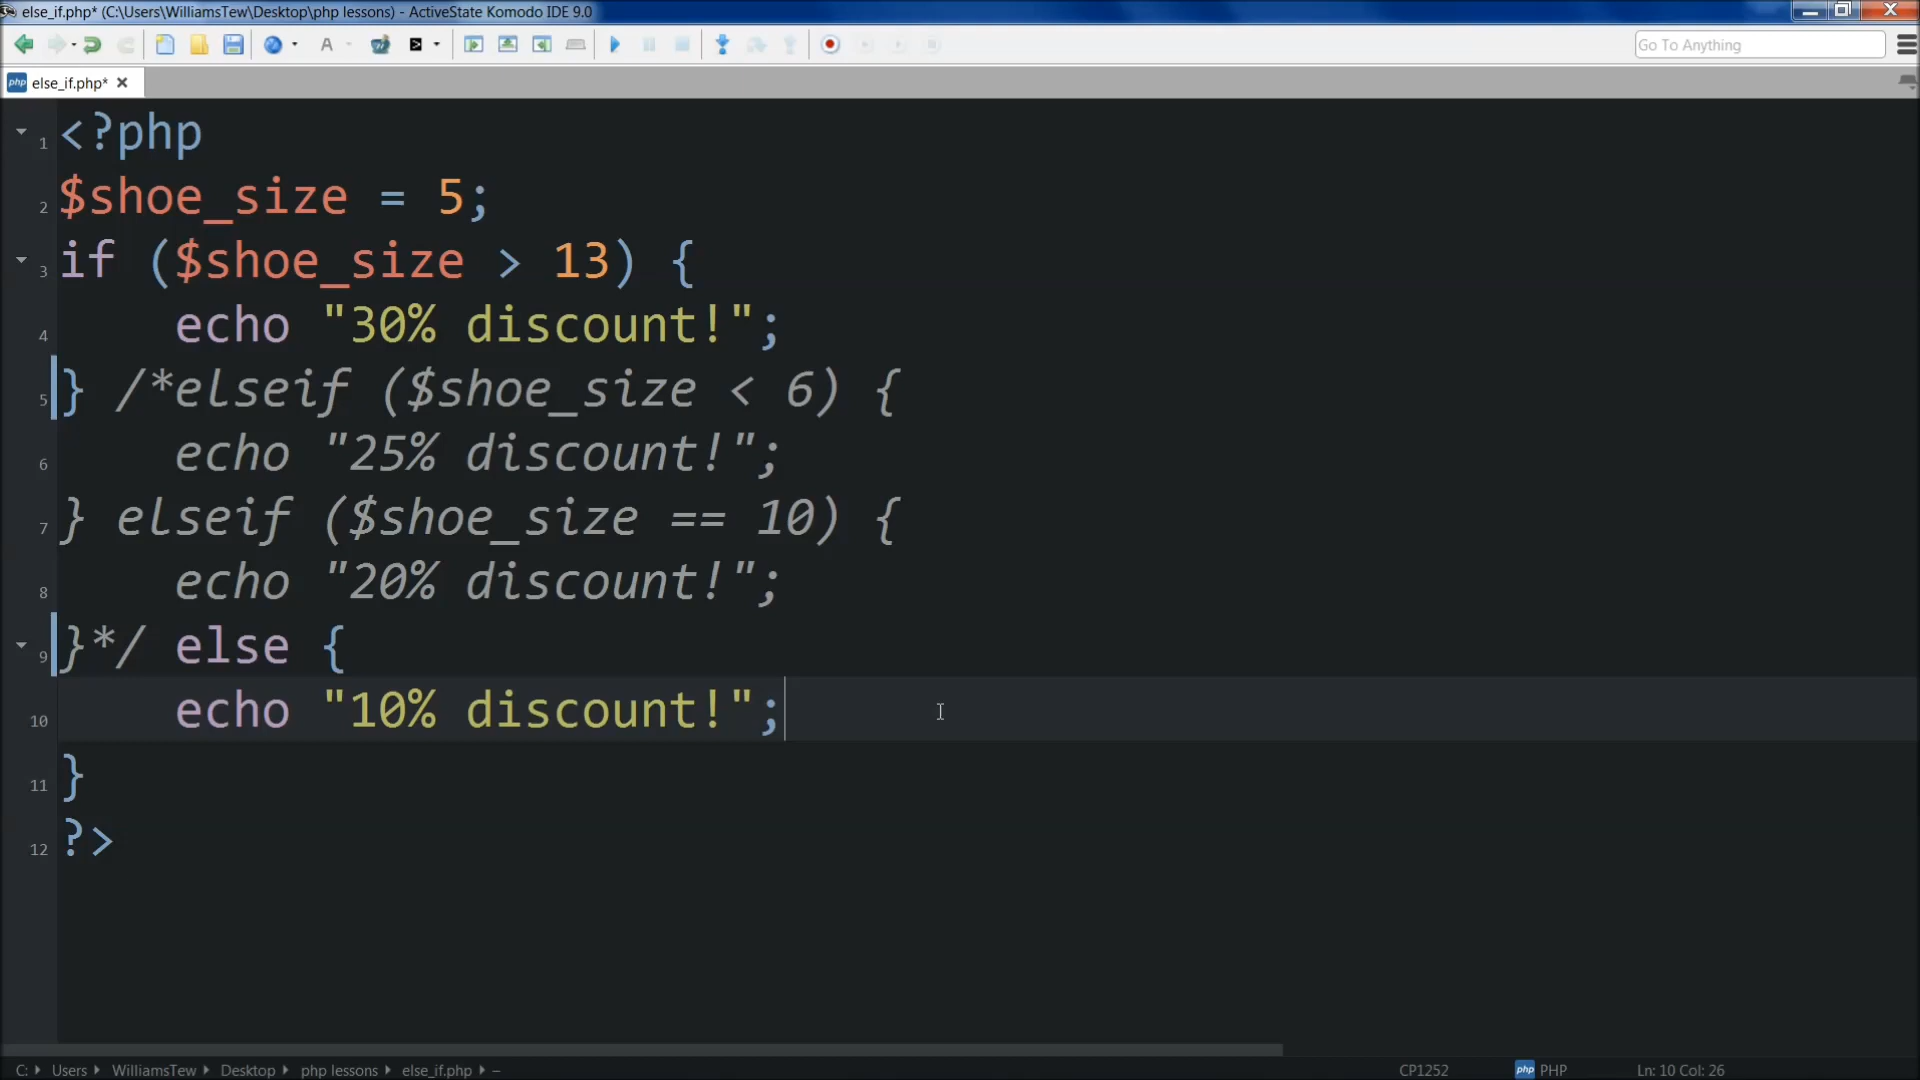 else_if.php* (C:\Users\WilliamsTew\Desktop\php lessons) - ActiveState Komodo IDE 9.0
Go To Anything
php else_if.php*
1 <?php
2 $shoe_size = 5;
3 if ($shoe_size > 13) {
4     echo "30% discount!";
5 } /*elseif ($shoe_size < 6) {
6     echo "25% discount!";
7 } elseif ($shoe_size == 10) {
8     echo "20% discount!";
9 }*/ else {
10     echo "10% discount!";
11 }
12 ?>
C: Users WilliamsTew Desktop php lessons else_if.php – CP1252 php PHP Ln: 10 Col: 26